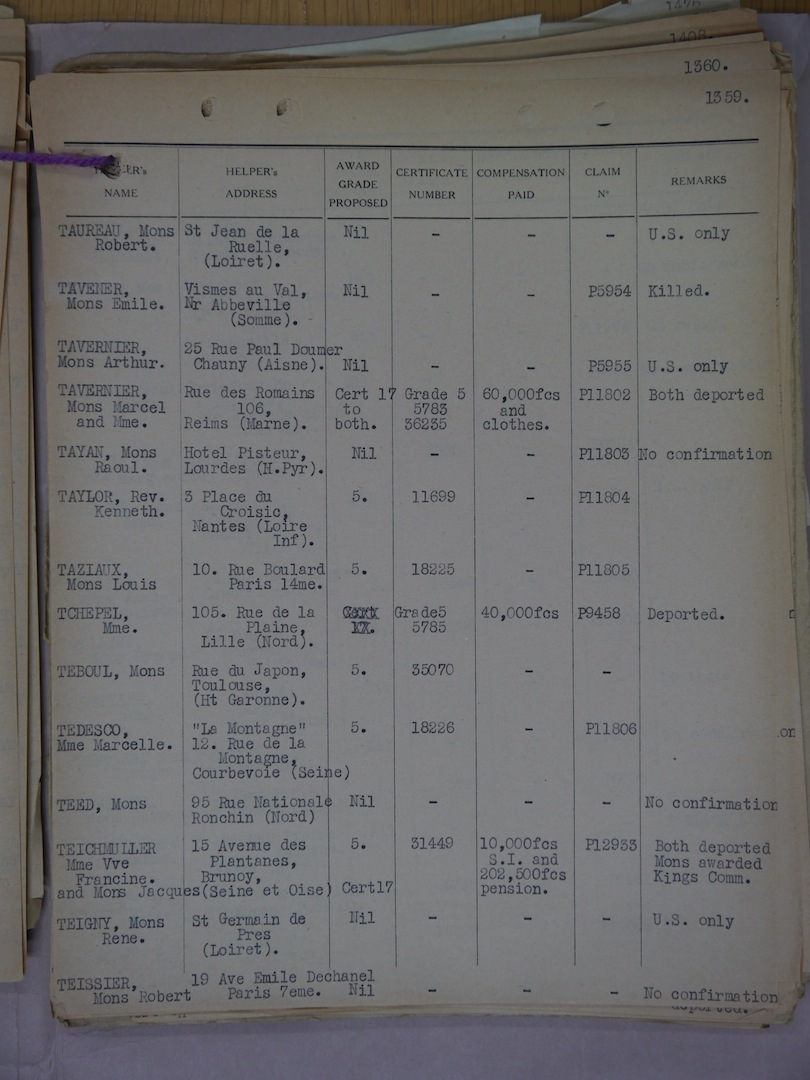 1408.
1360.
1359.
HELPER's NAME | HELPER's ADDRESS | AWARD GRADE PROPOSED | CERTIFICATE NUMBER | COMPENSATION PAID | CLAIM N° | REMARKS
TAUREAU, Mons St Jean de la Nil - - - U.S. only
Robert. Ruelle,
(Loiret).
TAVENER, Vismes au Val, Nil - - P5954 Killed.
Mons Emile. Nr Abbeville
(Somme).
TAVERNIER, 25 Rue Paul Doumer
Mons Arthur. Chauny (Aisne). Nil - - P5955 U.S. only
TAVERNIER, Rue des Romains Cert 17 Grade 5 60,000fcs P11802 Both deported
Mons Marcel 106, to 5783 and
and Mme. Reims (Marne). both. 36235 clothes.
TAYAN, Mons Hotel Pisteur, Nil - - P11803 No confirmation
Raoul. Lourdes (H.Pyr).
TAYLOR, Rev. 3 Place du 5. 11699 - P11804
Kenneth. Croisic,
Nantes (Loire
Inf).
TAZIAUX, 10. Rue Boulard 5. 18225 - P11805
Mons Louis Paris 14me.
TCHEPEL, 105. Rue de la Grade5 40,000fcs P9458 Deported.
Mme. Plaine, 5785
Lille (Nord).
TEBOUL, Mons Rue du Japon, 5. 35070 - -
Toulouse,
(Ht Garonne).
TEDESCO, "La Montagne" 5. 18226 - P11806
Mme Marcelle. 12. Rue de la
Montagne,
Courbevoie (Seine)
TEED, Mons 95 Rue Nationale Nil - - - No confirmation
Ronchin (Nord)
TEICHMULLER 15 Avenue des 5. 31449 10,000fcs P12933 Both deported
Mme Vve Plantanes, S.I. and Mons awarded
Francine. Brunoy, 202,500fcs Kings Comm.
and Mons Jacques (Seine et Oise) Cert17 pension.
TEIGNY, Mons St Germain de Nil - - - U.S. only
Rene. Pres
(Loiret).
TEISSIER, 19 Ave Emile Dechanel
Mons Robert Paris 7eme. Nil - - - No confirmation